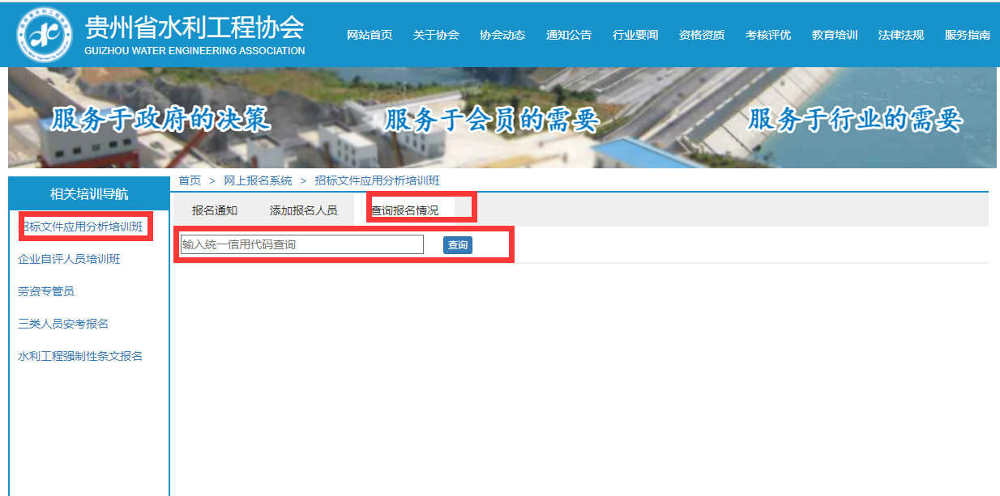 贵州省水利工程协会
GUIZHOU WATER ENGINEERING ASSOCIATION
网站首页 关于协会 协会动态 通知公告 行业要闻 资格资质 考核评优 教育培训 法律法规 服务指南
服务于政府的决策 服务于会员的需要 服务于行业的需要
相关培训导航
招标文件应用分析培训班
企业自评人员培训班
劳资专管员
三类人员安考报名
水利工程强制性条文报名
首页 > 网上报名系统 > 招标文件应用分析培训班
报名通知 添加报名人员 查询报名情况
输入统一信用代码查询 查询